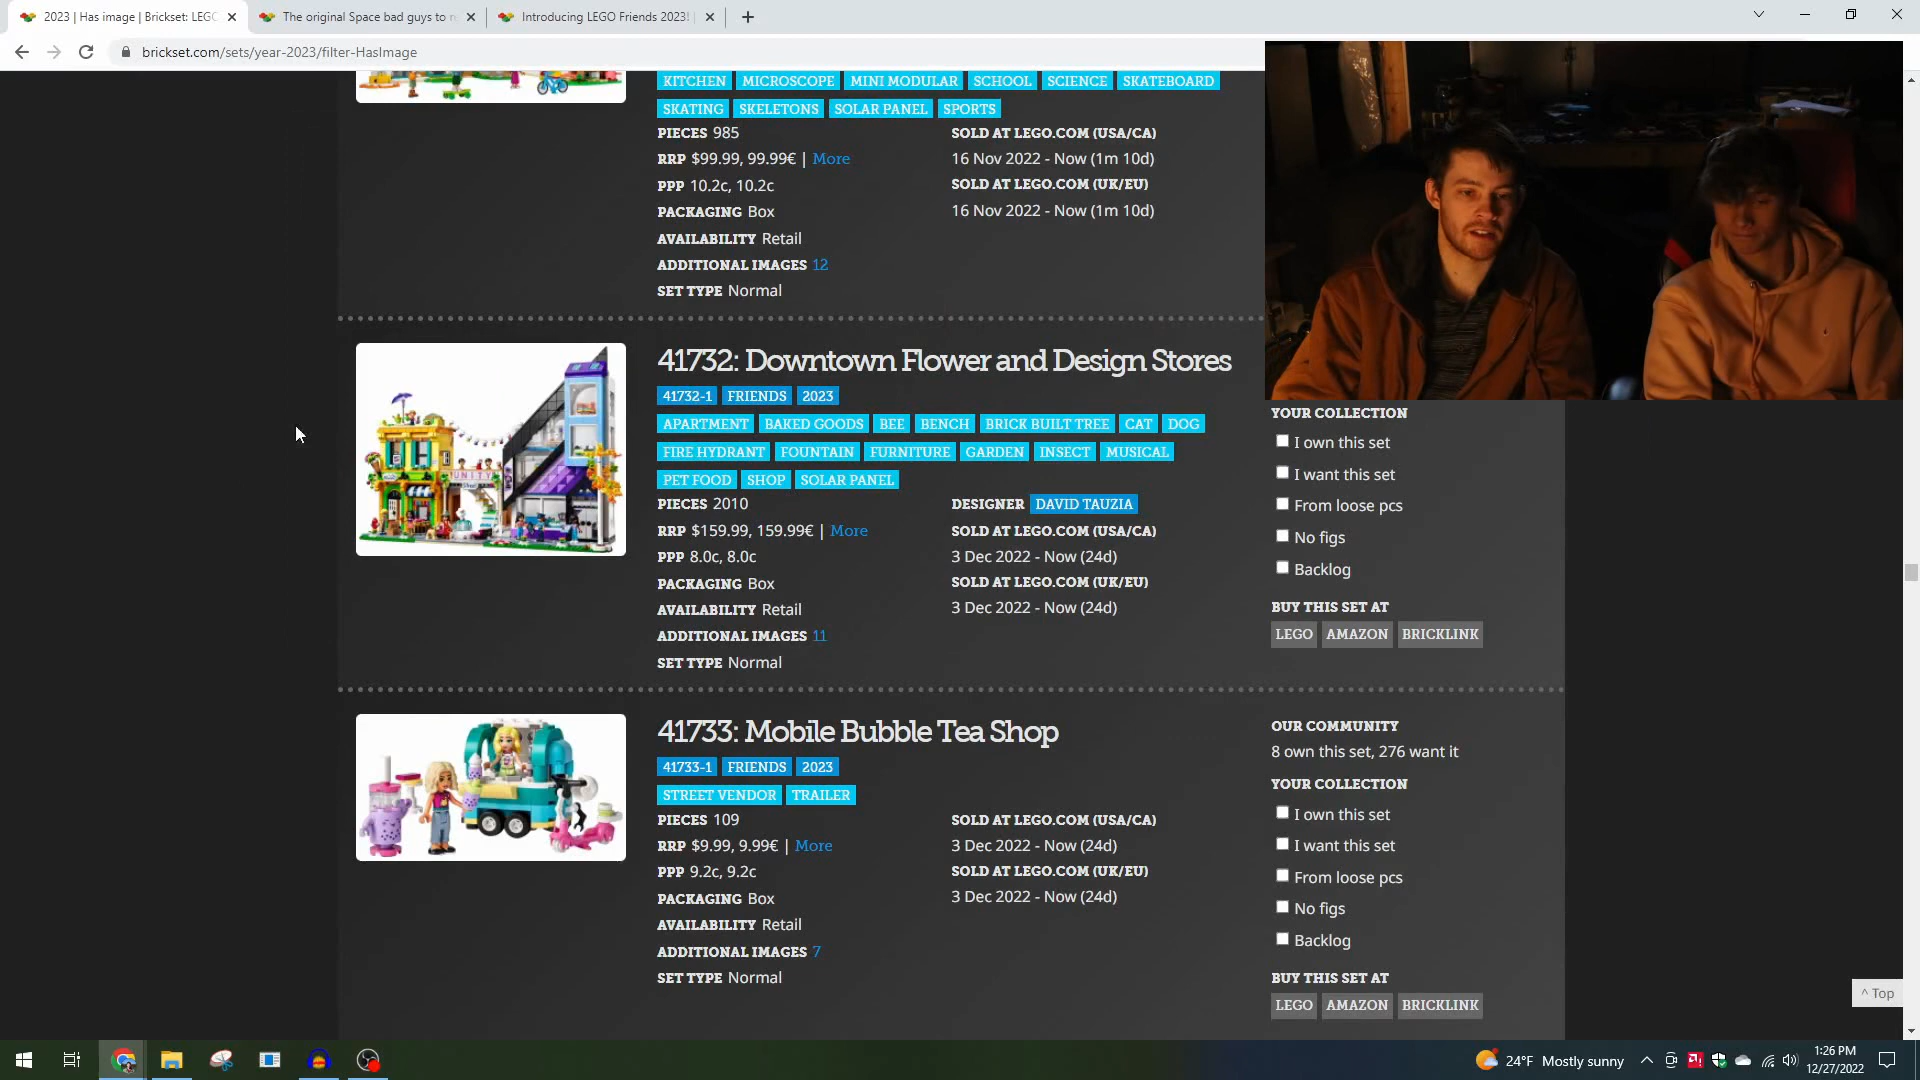 2023 | Has image | Brickset: LEGO
The original Space bad guys to r
Introducing LEGO Friends 2023!
brickset.com/sets/year-2023/filter-HasImage
KITCHEN MICROSCOPE MINI MODULAR SCHOOL SCIENCE SKATEBOARD
SKATING SKELETONS SOLAR PANEL SPORTS
PIECES 985
RRP $99.99, 99.99€ | More
PPP 10.2c, 10.2c
PACKAGING Box
AVAILABILITY Retail
ADDITIONAL IMAGES 12
SET TYPE Normal
SOLD AT LEGO.COM (USA/CA)
16 Nov 2022 - Now (1m 10d)
SOLD AT LEGO.COM (UK/EU)
16 Nov 2022 - Now (1m 10d)
41732: Downtown Flower and Design Stores
41732-1 FRIENDS 2023
APARTMENT BAKED GOODS BEE BENCH BRICK BUILT TREE CAT DOG
FIRE HYDRANT FOUNTAIN FURNITURE GARDEN INSECT MUSICAL
PET FOOD SHOP SOLAR PANEL
PIECES 2010
RRP $159.99, 159.99€ | More
PPP 8.0c, 8.0c
PACKAGING Box
AVAILABILITY Retail
ADDITIONAL IMAGES 11
SET TYPE Normal
DESIGNER DAVID TAUZIA
SOLD AT LEGO.COM (USA/CA)
3 Dec 2022 - Now (24d)
SOLD AT LEGO.COM (UK/EU)
3 Dec 2022 - Now (24d)
YOUR COLLECTION
I own this set
I want this set
From loose pcs
No figs
Backlog
BUY THIS SET AT
LEGO AMAZON BRICKLINK
41733: Mobile Bubble Tea Shop
41733-1 FRIENDS 2023
STREET VENDOR TRAILER
PIECES 109
RRP $9.99, 9.99€ | More
PPP 9.2c, 9.2c
PACKAGING Box
AVAILABILITY Retail
ADDITIONAL IMAGES 7
SET TYPE Normal
SOLD AT LEGO.COM (USA/CA)
3 Dec 2022 - Now (24d)
SOLD AT LEGO.COM (UK/EU)
3 Dec 2022 - Now (24d)
OUR COMMUNITY
8 own this set, 276 want it
YOUR COLLECTION
I own this set
I want this set
From loose pcs
No figs
Backlog
BUY THIS SET AT
LEGO AMAZON BRICKLINK
^ Top
24°F Mostly sunny
1:26 PM
12/27/2022